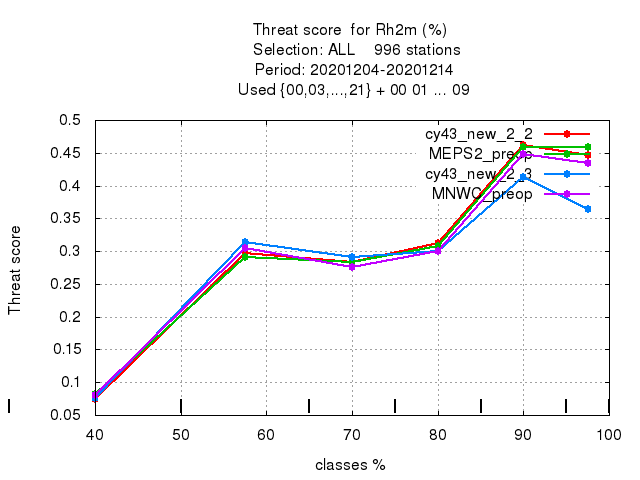 Threat score  for Rh2m (%)
Selection: ALL    996 stations
Period: 20201204-20201214
Used {00,03,...,21} + 00 01 ... 09
cy43_new_2_2
MEPS2_preop
cy43_new_2_3
MNWC_preop
0.5
0.45
0.4
0.35
0.3
0.25
0.2
0.15
0.1
0.05
Threat score
40 50 60 70 80 90 100
classes %